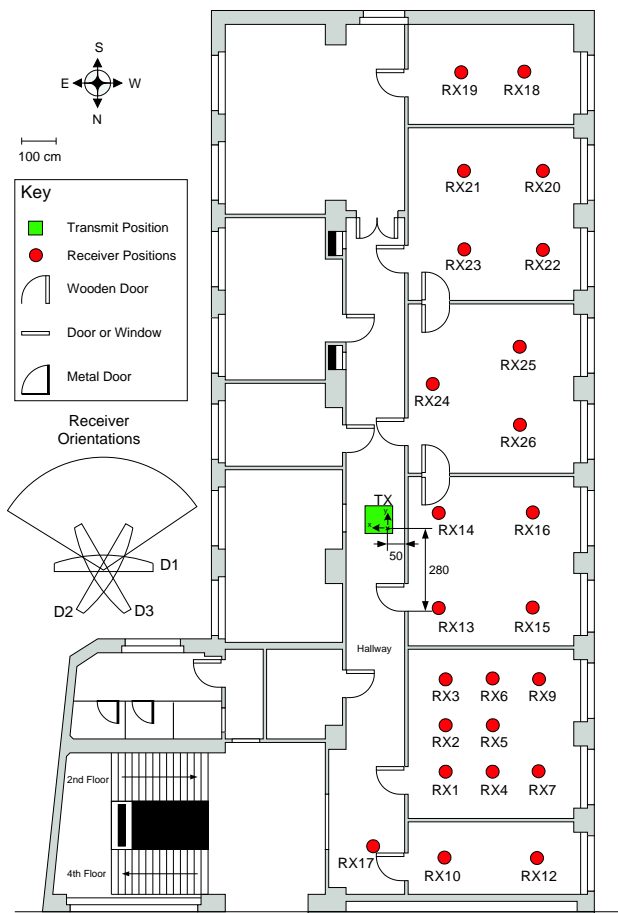 S
E W
N
100 cm
Key
Transmit Position
Receiver Positions
Wooden Door
Door or Window
Metal Door
Receiver
Orientations
D1
D2 D3
RX19 RX18
RX21 RX20
RX23 RX22
RX25
RX24
RX26
TX
y
x
RX14 RX16
50
280
RX13 RX15
Hallway
RX3 RX6 RX9
RX2 RX5
RX1 RX4 RX7
2nd Floor
4th Floor
RX17
RX10 RX12